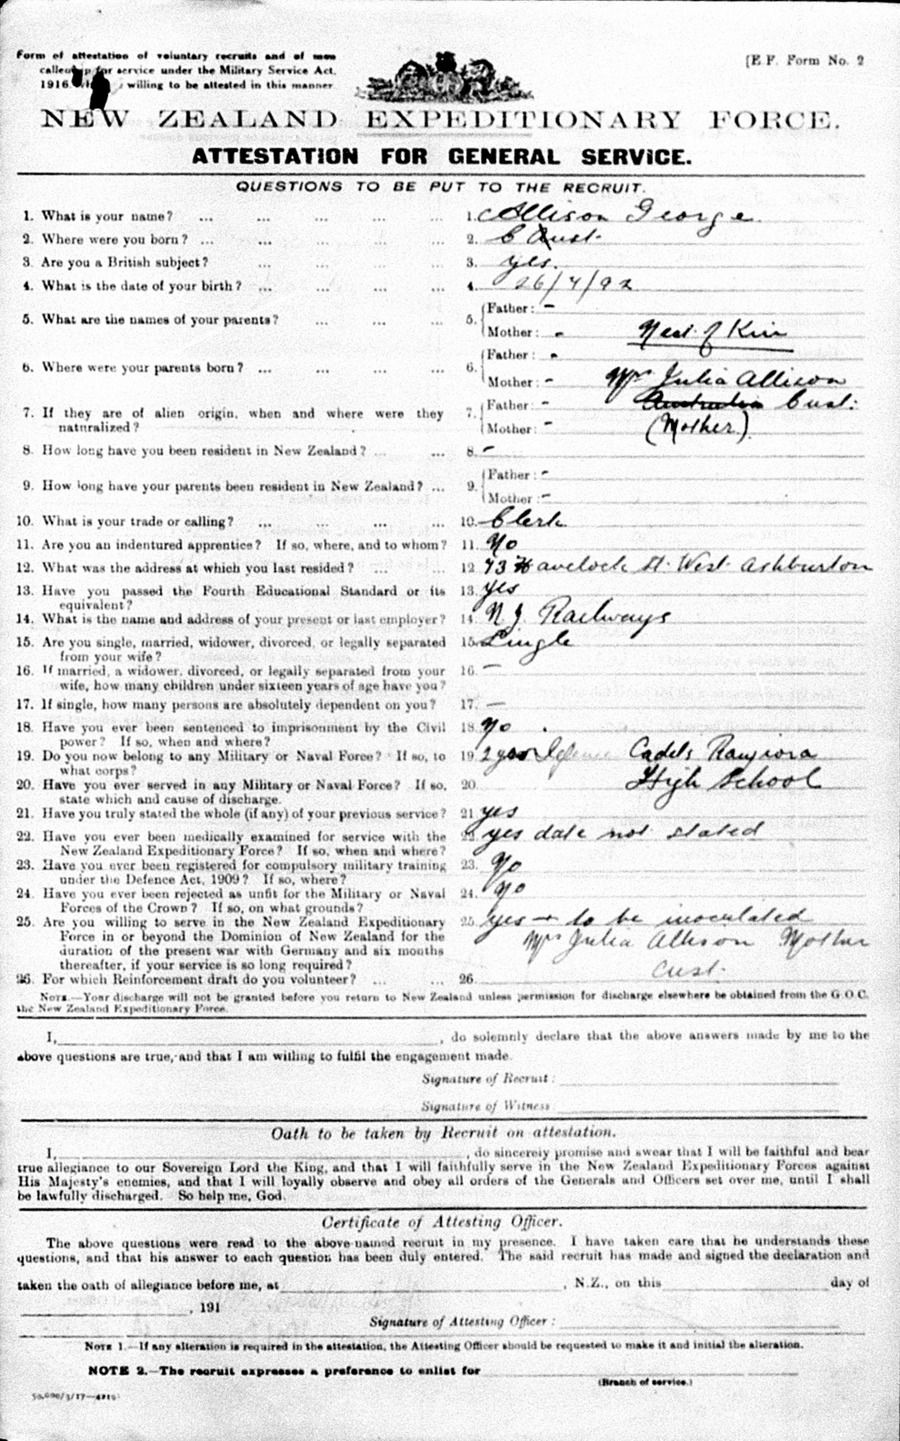 Form of attestation of voluntary recruits and of men
called up for service under the Military Service Act,
1916, willing to be attested in this manner.
[E.F. Form No. 2
NEW ZEALAND EXPEDITIONARY FORCE.
ATTESTATION FOR GENERAL SERVICE.
QUESTIONS TO BE PUT TO THE RECRUIT.
1. What is your name? ... ... ... ... ... 1. Allison George
2. Where were you born? ... ... ... ... ... 2. Cust.
3. Are you a British subject? ... ... ... ... 3. yes.
4. What is the date of your birth? ... ... ... ... 4. 26/7/92
5. What are the names of your parents? ... ... ... 5. Father: -
Mother: - Next of Kin
6. Where were your parents born? ... ... ... ... 6. Father: -
Mother: - Mrs Julia Allison
7. If they are of alien origin, when and where were they 7. Father: - Australia Cust.
naturalized? Mother: - (Mother)
8. How long have you been resident in New Zealand? ... ... 8. -
9. How long have your parents been resident in New Zealand? ... 9. Father: -
Mother: -
10. What is your trade or calling? ... ... ... ... 10. Clerk
11. Are you an indentured apprentice? If so, where, and to whom? 11. No
12. What was the address at which you last resided? ... ... 12. 73 Havelock St. West Ashburton
13. Have you passed the Fourth Educational Standard or its 13. yes
equivalent?
14. What is the name and address of your present or last employer? 14. N.Z. Railways
15. Are you single, married, widower, divorced, or legally separated 15. Single
from your wife?
16. If married, a widower, divorced, or legally separated from your 16. -
wife, how many children under sixteen years of age have you?
17. If single, how many persons are absolutely dependent on you? 17. -
18. Have you ever been sentenced to imprisonment by the Civil 18. No
power? If so, when and where?
19. Do you now belong to any Military or Naval Force? If so, to 19. 2 years Defence Cadets Rangiora
what corps?
20. Have you ever served in any Military or Naval Force? If so, 20. High School
state which and cause of discharge.
21. Have you truly stated the whole (if any) of your previous service? 21. yes
22. Have you ever been medically examined for service with the 22. yes date not stated
New Zealand Expeditionary Force? If so, when and where?
23. Have you ever been registered for compulsory military training 23. No
under the Defence Act, 1909? If so, where?
24. Have you ever been rejected as unfit for the Military or Naval 24. No
Forces of the Crown? If so, on what grounds?
25. Are you willing to serve in the New Zealand Expeditionary 25. yes + to be inoculated
Force in or beyond the Dominion of New Zealand for the Mrs Julia Allison Mother
duration of the present war with Germany and six months
thereafter, if your service is so long required? Cust.
26. For which Reinforcement draft do you volunteer? ... ... 26.
NOTE.—Your discharge will not be granted before you return to New Zealand unless permission for discharge elsewhere be obtained from the G.O.C.
the New Zealand Expeditionary Force.
I, , do solemnly declare that the above answers made by me to the
above questions are true, and that I am willing to fulfil the engagement made.
Signature of Recruit:
Signature of Witness
Oath to be taken by Recruit on attestation.
I, , do sincerely promise and swear that I will be faithful and bear
true allegiance to our Sovereign Lord the King, and that I will faithfully serve in the New Zealand Expeditionary Forces against
His Majesty's enemies, and that I will loyally observe and obey all orders of the Generals and Officers set over me, until I shall
be lawfully discharged. So help me, God.
Certificate of Attesting Officer.
The above questions were read to the above-named recruit in my presence. I have taken care that he understands these
questions, and that his answer to each question has been duly entered. The said recruit has made and signed the declaration and
taken the oath of allegiance before me, at , N.Z., on this day of
, 191
Signature of Attesting Officer:
NOTE 1.—If any alteration is required in the attestation, the Attesting Officer should be requested to make it and initial the alteration.
NOTE 2.—The recruit expresses a preference to enlist for
(Branch of service.)